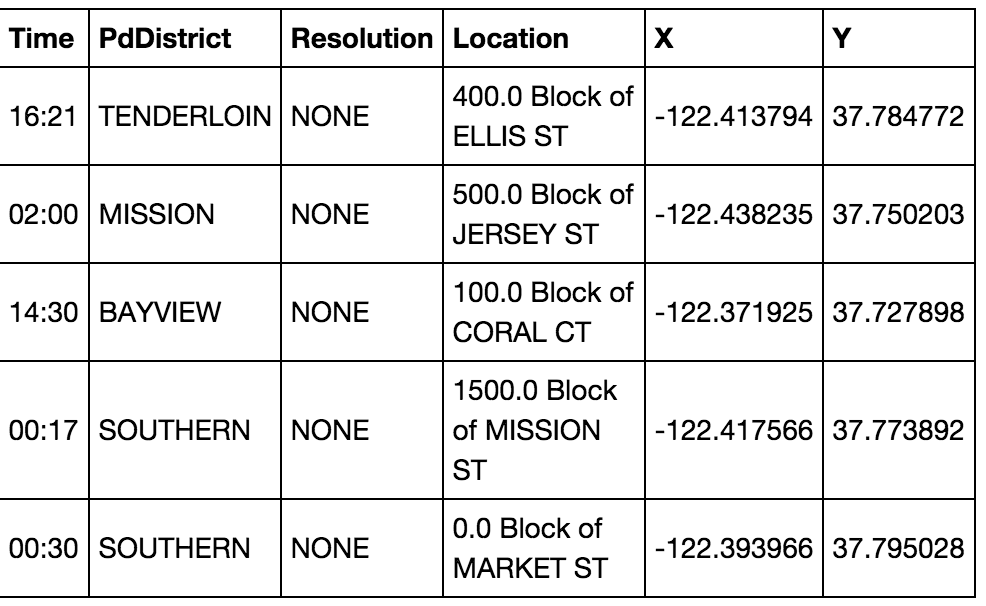 Time PdDistrict Resolution Location X Y
16:21 TENDERLOIN NONE 400.0 Block of ELLIS ST -122.413794 37.784772
02:00 MISSION NONE 500.0 Block of JERSEY ST -122.438235 37.750203
14:30 BAYVIEW NONE 100.0 Block of CORAL CT -122.371925 37.727898
00:17 SOUTHERN NONE 1500.0 Block of MISSION ST -122.417566 37.773892
00:30 SOUTHERN NONE 0.0 Block of MARKET ST -122.393966 37.795028